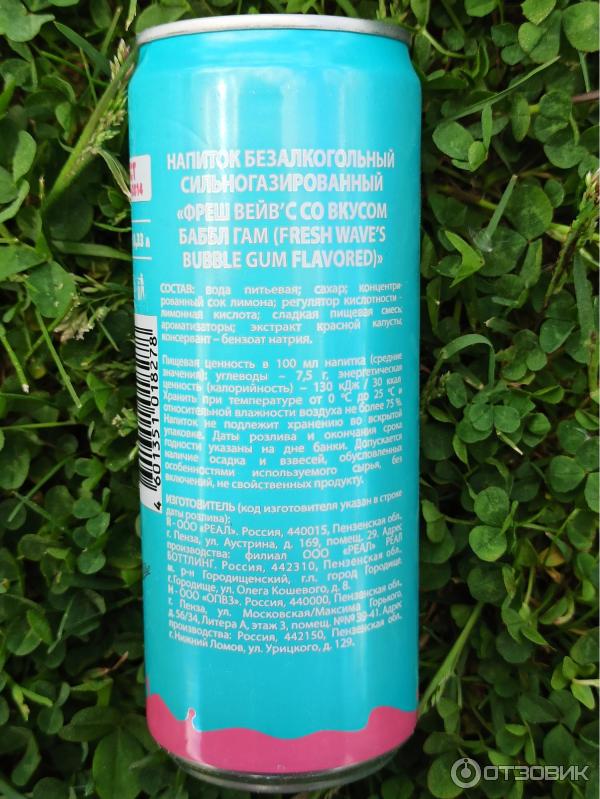 НАПИТОК БЕЗАЛКОГОЛЬНЫЙ
СИЛЬНОГАЗИРОВАННЫЙ
«ФРЕШ ВЕЙВ'С СО ВКУСОМ
БАББЛ ГАМ (FRESH WAVE'S
BUBBLE GUM FLAVORED)»
СОСТАВ: вода питьевая; сахар; концентри-
рованный сок лимона; регулятор кислотности -
лимонная кислота; сладкая пищевая смесь;
ароматизаторы; экстракт красной капусты;
консервант – бензоат натрия.
Пищевая ценность в 100 мл напитка (средние
значения): углеводы – 7,5 г, энергетическая
ценность (калорийность) – 130 кДж / 30 ккал
Хранить при температуре от 0 °С до 25 °С и
относительной влажности воздуха не более 75 %.
Напиток не подлежит хранению во вскрытой
упаковке. Даты розлива и окончания срока
годности указаны на дне банки. Допускается
наличие осадка и взвесей, обусловленных
особенностями используемого сырья, без
включений, не свойственных продукту.
ИЗГОТОВИТЕЛЬ (код изготовителя указан в строке
даты розлива):
Я - ООО «РЕАЛ». Россия, 440015, Пензенская обл.,
г. Пенза, ул. Аустрина, д. 169, помещ. 29. Адрес
производства: филиал ООО «РЕАЛ» РЕАЛ
БОТТЛИНГ, Россия, 442310, Пензенская обл.,
м. р-н Городищенский, г.п. город Городище,
г.Городище, ул. Олега Кошевого, д. 8.
Н - ООО «ОПВЗ». Россия, 440000, Пензенская обл.,
г. Пенза, ул. Московская/Максима Горького,
д.56/34, Литера А, этаж 3, помещ. №№39-41. Адрес
производства: Россия, 442150, Пензенская обл.,
г.Нижний Ломов, ул. Урицкого, д. 129.
4601351018278
,33 л
ОТЗОВИК